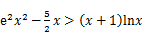 e²x² − 5/2 x > (x + 1)lnx